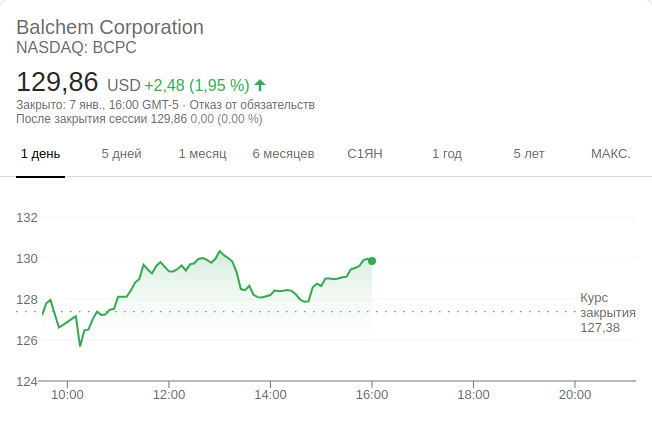 Balchem Corporation
NASDAQ: BCPC
129,86 USD +2,48 (1,95 %)
Закрыто: 7 янв., 16:00 GMT-5 · Отказ от обязательств
После закрытия сессии 129,86 0,00 (0,00 %)
1 день 5 дней 1 месяц 6 месяцев С1ЯН 1 год 5 лет МАКС.
132
130
128
126
124
Курс
закрытия
127,38
10:00 12:00 14:00 16:00 18:00 20:00